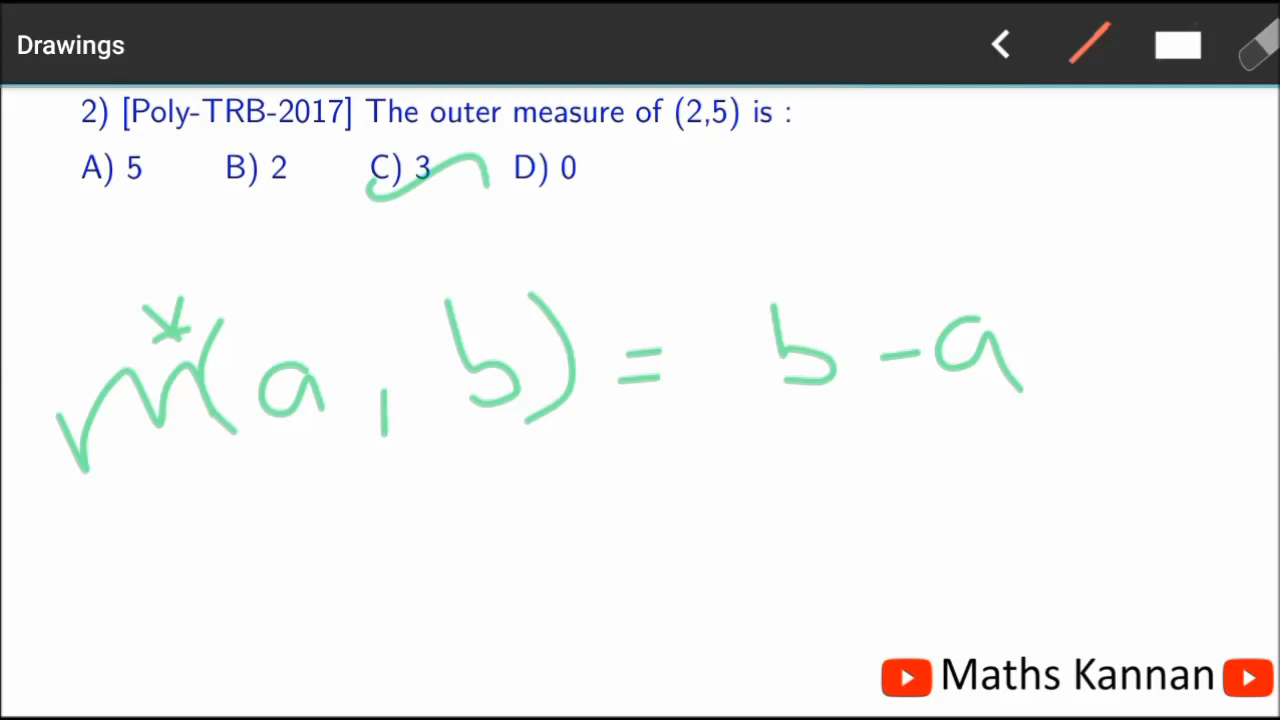 Drawings
2) [Poly-TRB-2017] The outer measure of (2,5) is :
A) 5 B) 2 C) 3 D) 0
m*(a, b) = b - a
Maths Kannan